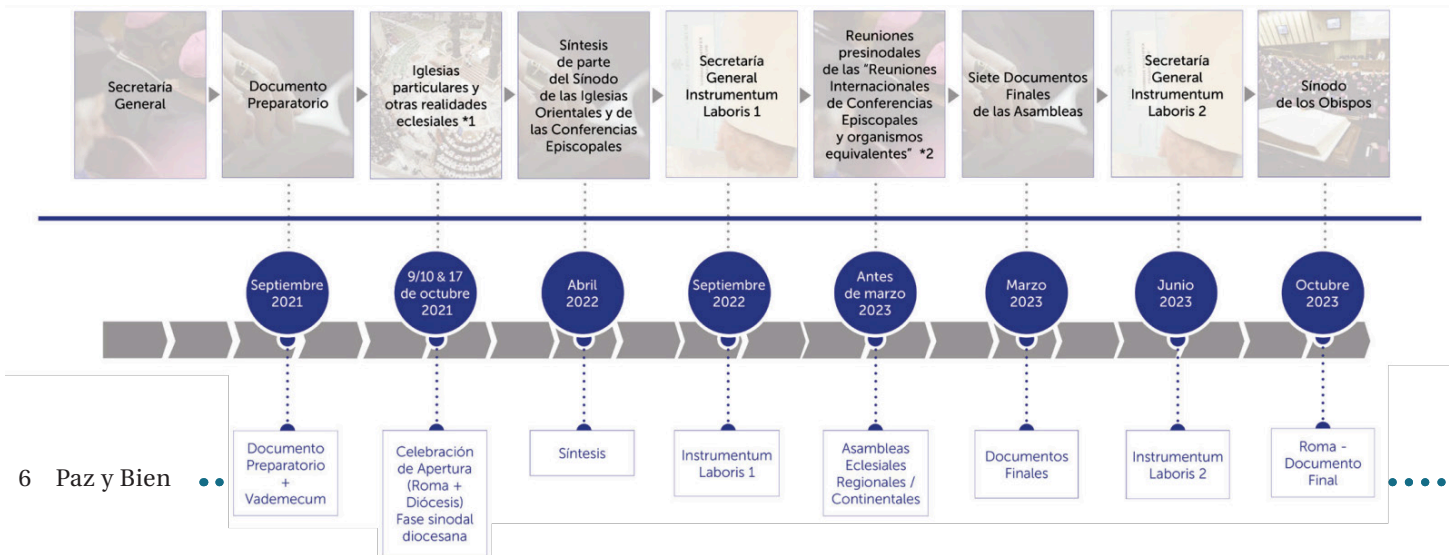 Secretaría
General
Documento
Preparatorio
Iglesias
particulares y
otras realidades
eclesiales *1
Síntesis
de parte
del Sínodo
de las Iglesias
Orientales y de
las Conferencias
Episcopales
Secretaría
General
Instrumentum
Laboris 1
Reuniones
presinodales
de las "Reuniones
Internacionales
de Conferencias
Episcopales
y organismos
equivalentes" *2
Siete Documentos
Finales
de las Asambleas
Secretaría
General
Instrumentum
Laboris 2
Sínodo
de los Obispos
Septiembre
2021
9/10 & 17
de octubre
2021
Abril
2022
Septiembre
2022
Antes
de marzo
2023
Marzo
2023
Junio
2023
Octubre
2023
Documento
Preparatorio
+
Vademecum
Celebración
de Apertura
(Roma +
Diócesis)
Fase sinodal
diocesana
Síntesis
Instrumentum
Laboris 1
Asambleas
Eclesiales
Regionales /
Continentales
Documentos
Finales
Instrumentum
Laboris 2
Roma -
Documento
Final
6 Paz y Bien